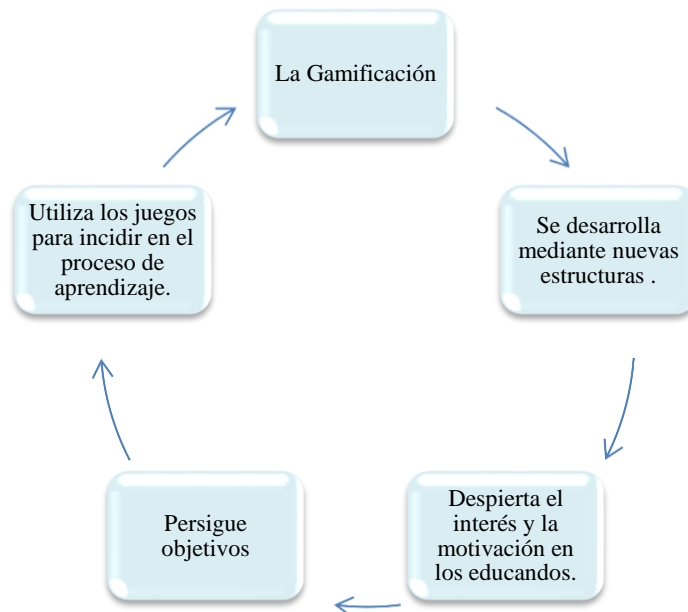 La Gamificación
Se desarrolla
mediante nuevas
estructuras .
Despierta el
interés y la
motivación en
los educandos.
Persigue
objetivos
Utiliza los juegos
para incidir en el
proceso de
aprendizaje.